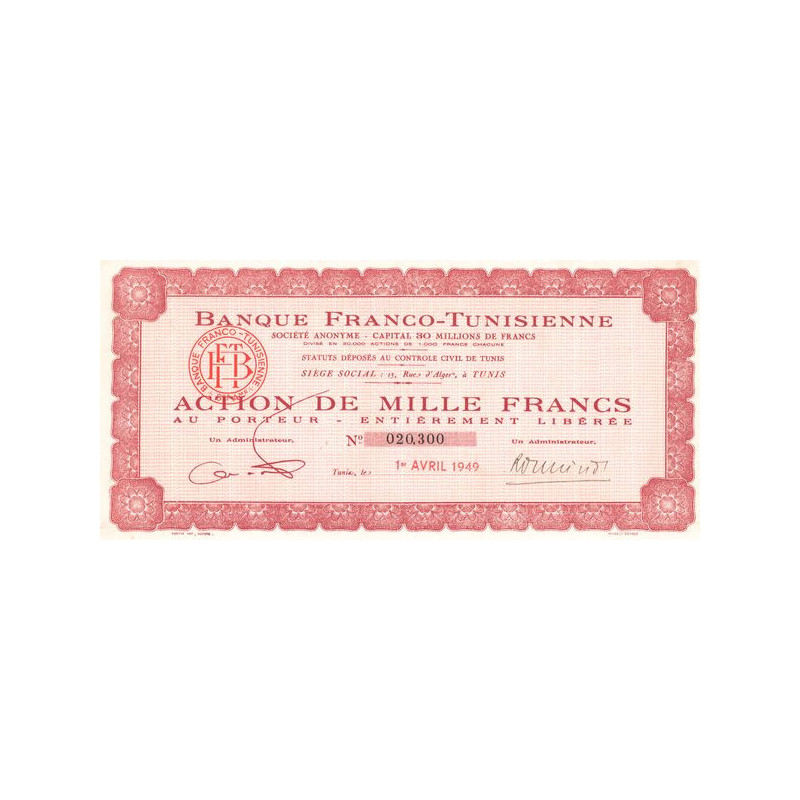 BANQUE FRANCO-TUNISIENNE
SOCIÉTÉ ANONYME - CAPITAL 30 MILLIONS DE FRANCS
DIVISÉ EN 30.000 ACTIONS DE 1.000 FRANCS CHACUNE
STATUTS DÉPOSÉS AU CONTROLE CIVIL DE TUNIS
SIÈGE SOCIAL : 15, Rue d'Alger, à TUNIS
BANQUE FRANCO-TUNISIENNE
BFT
ACTION DE MILLE FRANCS
AU PORTEUR - ENTIÈREMENT LIBÉRÉE
Un Administrateur,
No 020,300
Un Administrateur,
Tunis, le
1er AVRIL 1949